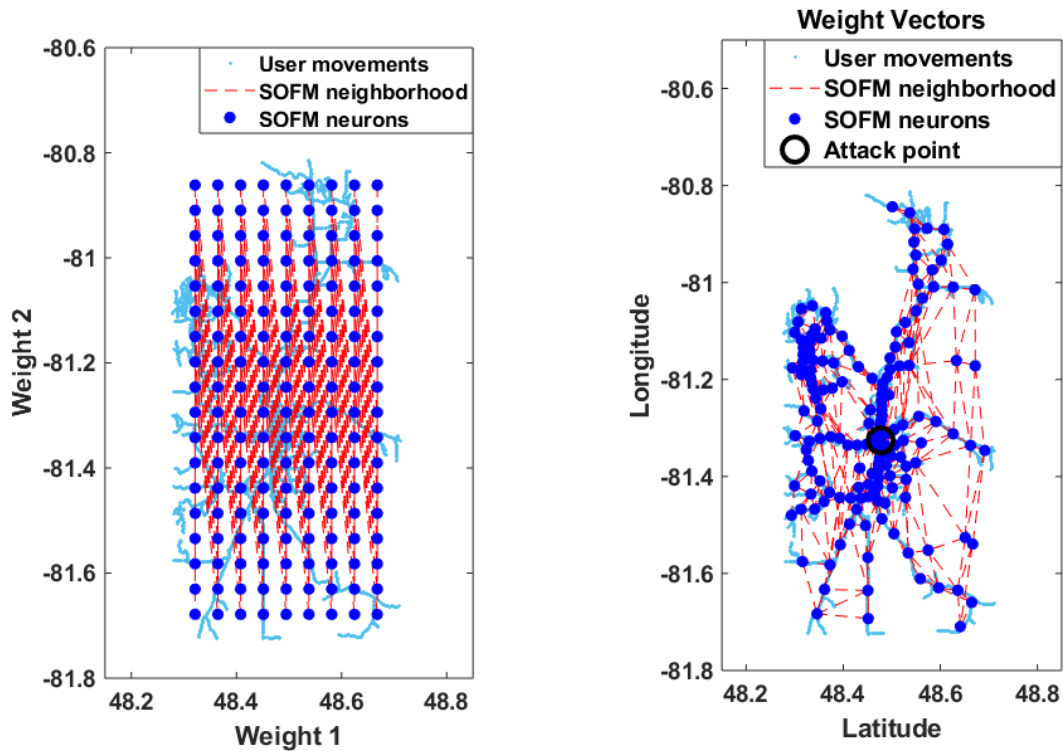 -80.6
-80.8
-81
-81.2
-81.4
-81.6
-81.8
48.2
48.4
48.6
48.8
Weight 1
Weight 2
User movements
SOFM neighborhood
SOFM neurons
Weight Vectors
-80.6
-80.8
-81
-81.2
-81.4
-81.6
-81.8
48.2
48.4
48.6
48.8
Latitude
Longitude
User movements
SOFM neighborhood
SOFM neurons
Attack point